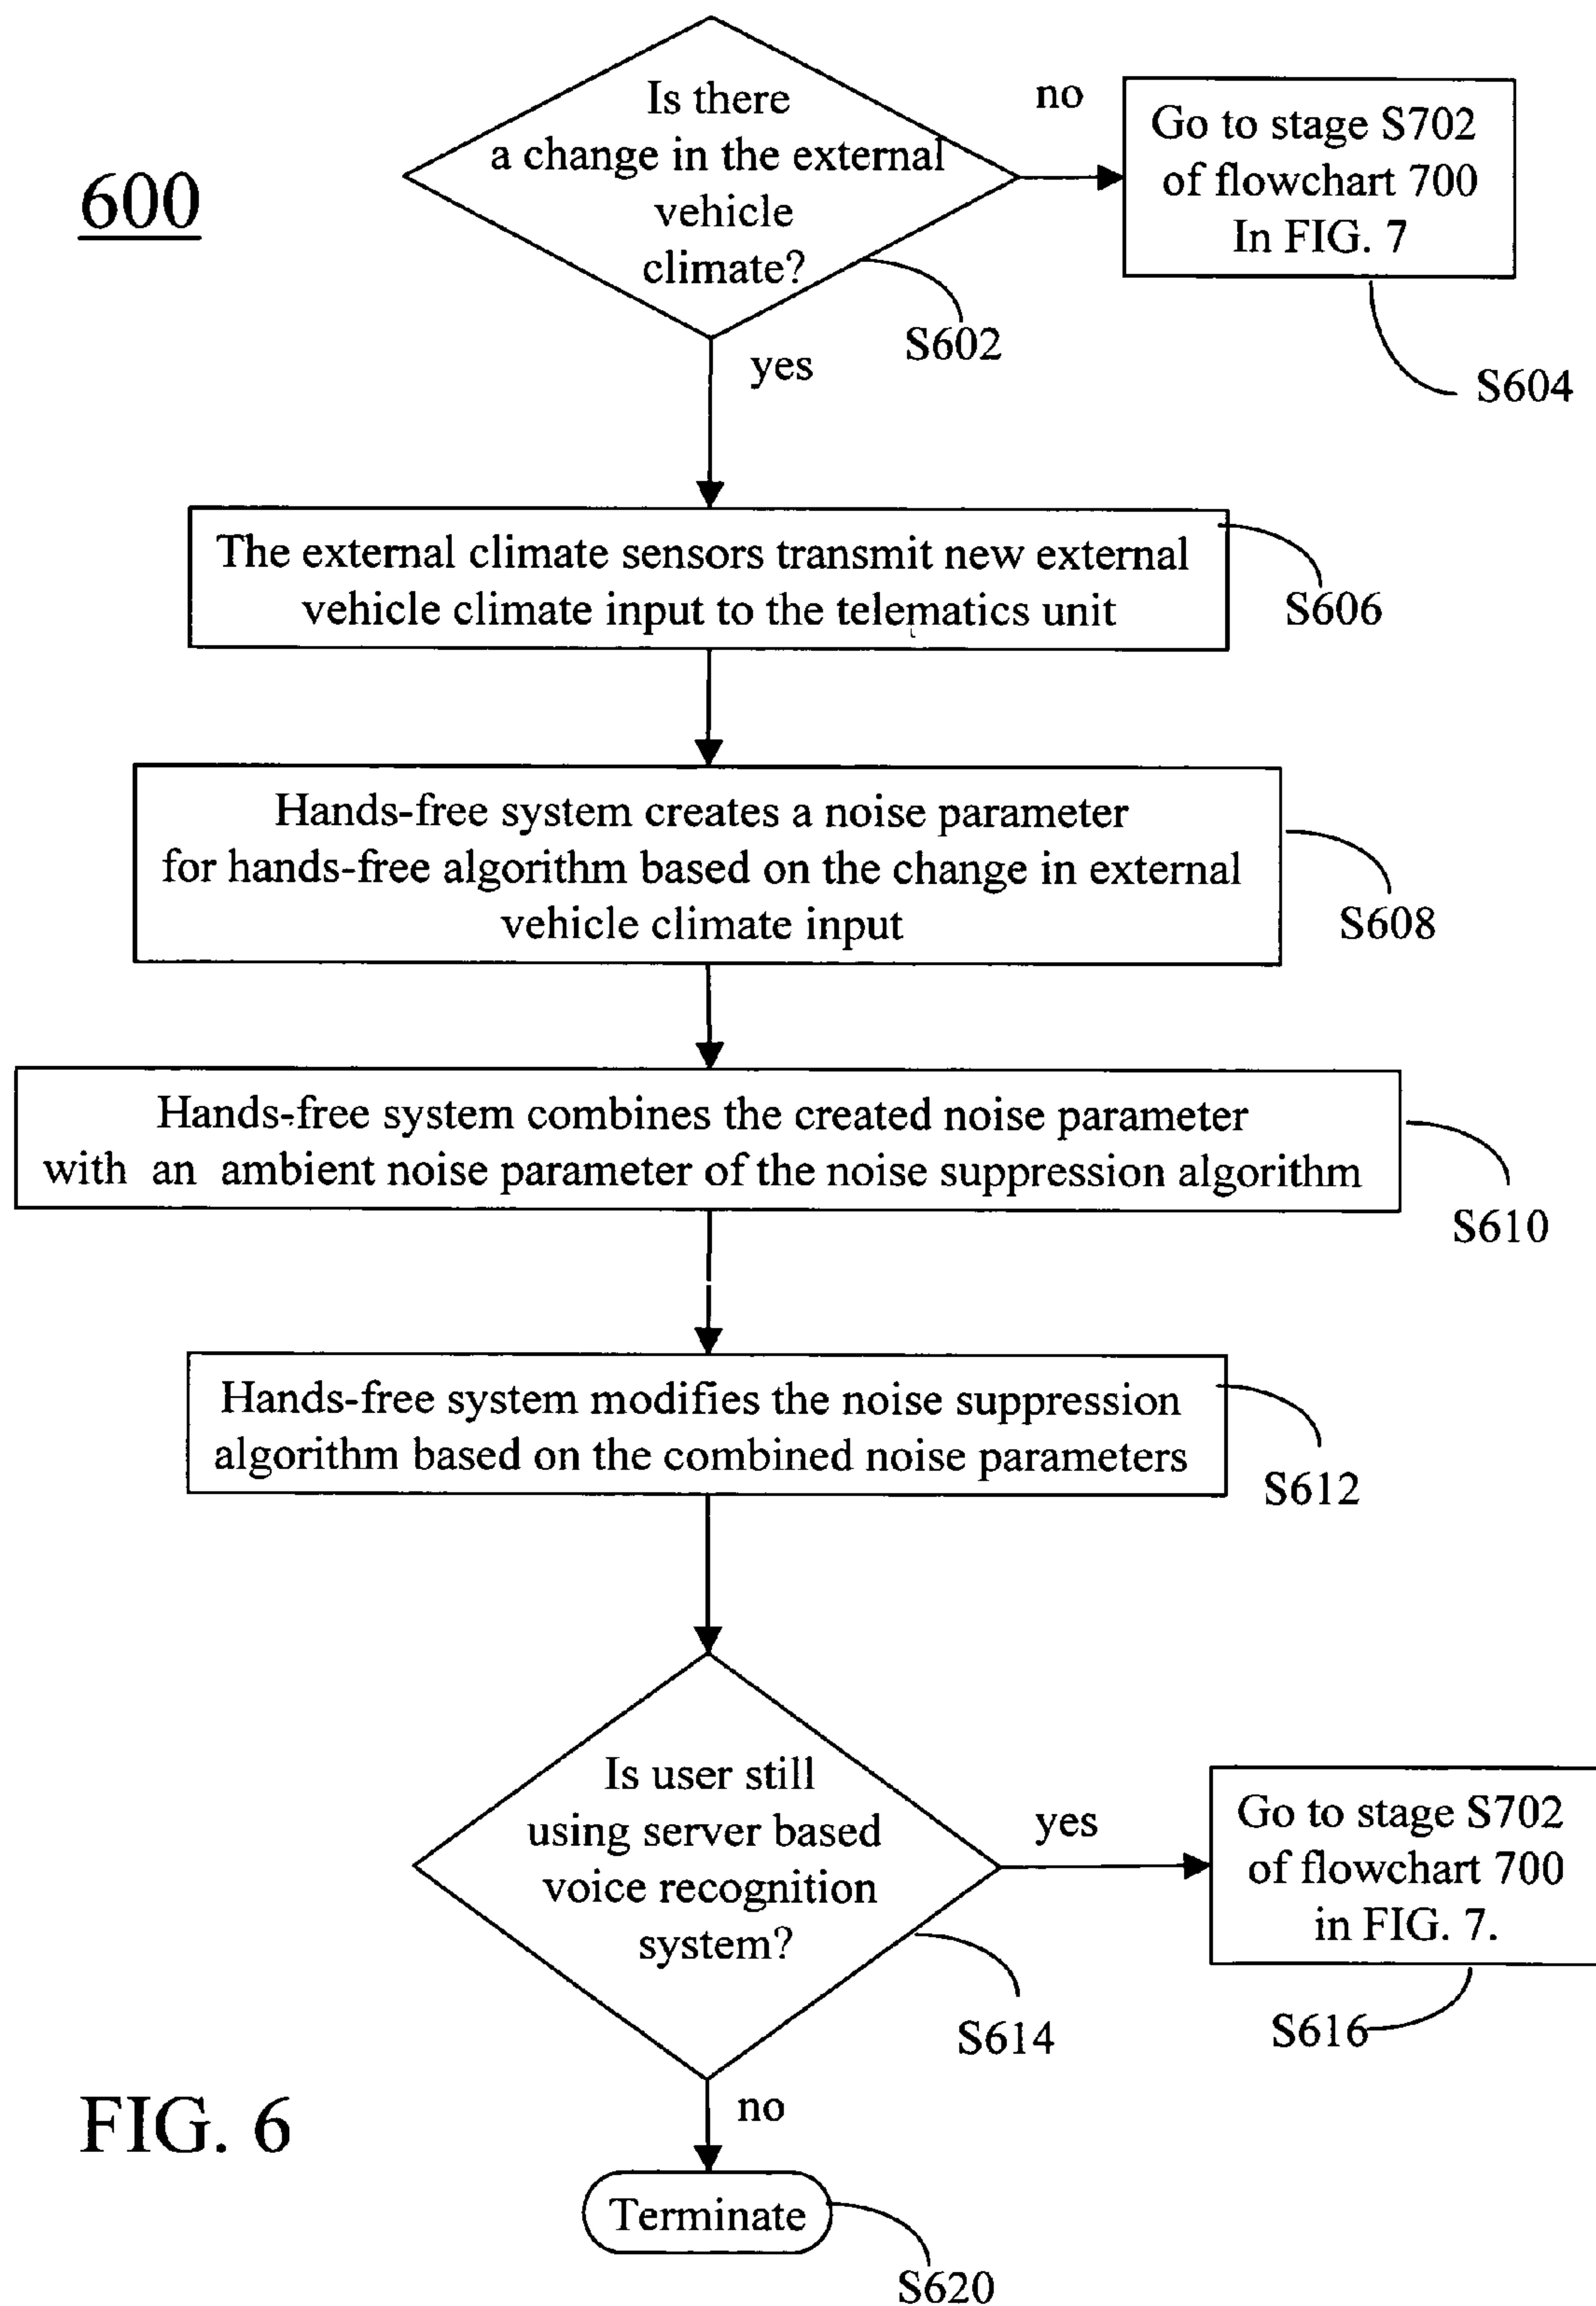 600
Is there
a change in the external
vehicle
climate?
no
Go to stage S702
of flowchart 700
In FIG. 7
S602
yes
S604
The external climate sensors transmit new external
vehicle climate input to the telematics unit
S606
Hands-free system creates a noise parameter
for hands-free algorithm based on the change in external
vehicle climate input
S608
Hands-free system combines the created noise parameter
with an ambient noise parameter of the noise suppression algorithm
S610
Hands-free system modifies the noise suppression
algorithm based on the combined noise parameters
S612
Is user still
using server based
voice recognition
system?
yes
Go to stage S702
of flowchart 700
in FIG. 7.
S614
S616
no
FIG. 6
Terminate
S620